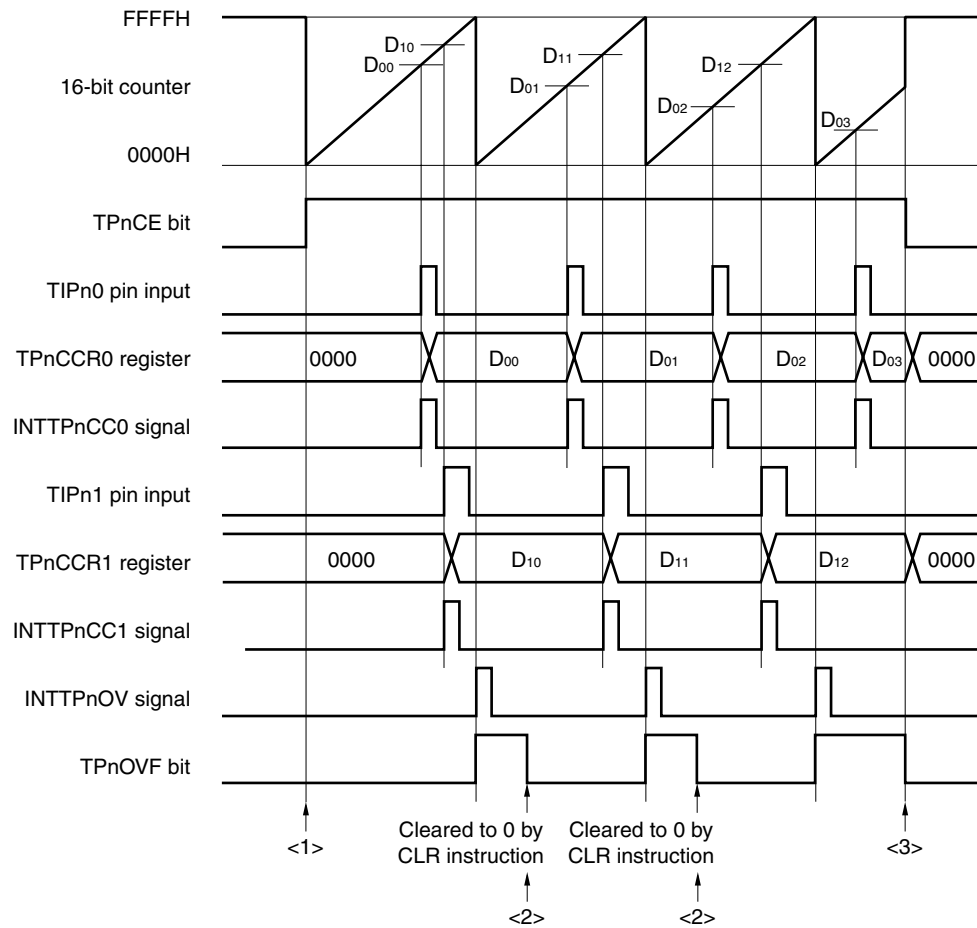 FFFFH
D10
D00
D11
D01
D12
D02
D03
16-bit counter
0000H
TPnCE bit
TIPn0 pin input
TPnCCR0 register
0000
D00
D01
D02
D03
0000
INTTPnCC0 signal
TIPn1 pin input
TPnCCR1 register
0000
D10
D11
D12
0000
INTTPnCC1 signal
INTTPnOV signal
TPnOVF bit
<1>
Cleared to 0 by
CLR instruction
<2>
Cleared to 0 by
CLR instruction
<2>
<3>